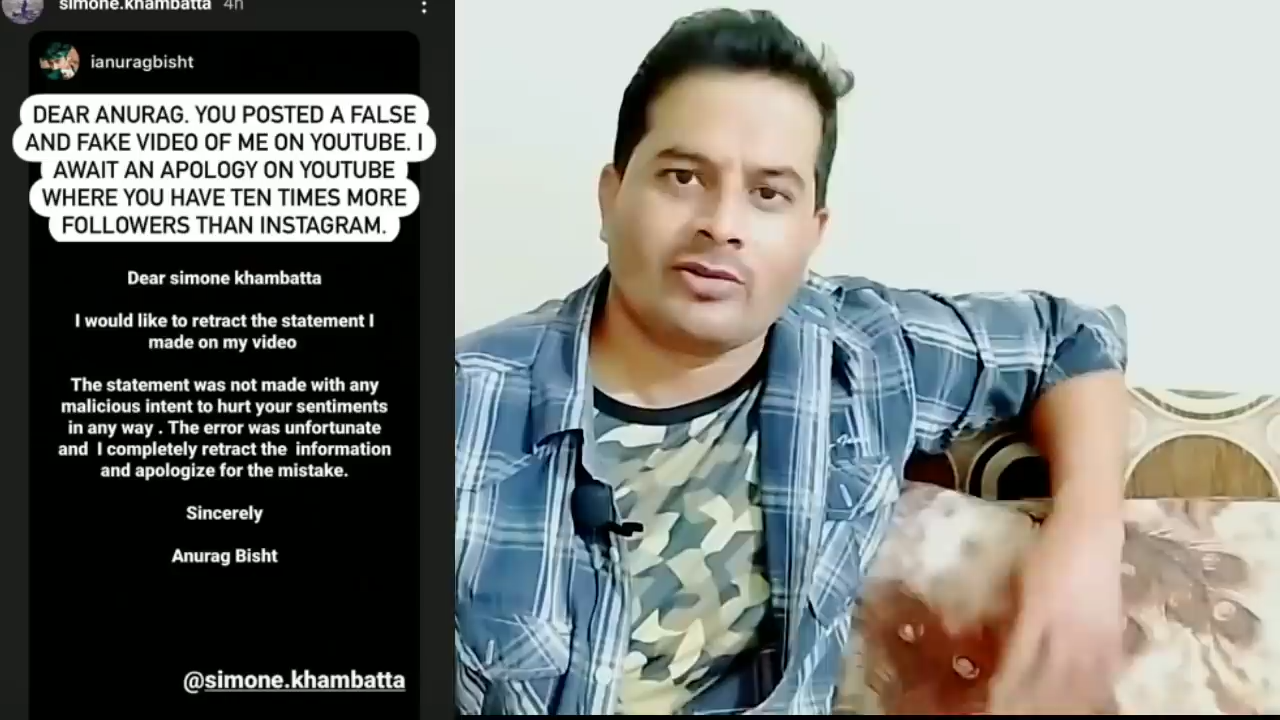 simone.khambatta 4h
ianuragbisht
DEAR ANURAG. YOU POSTED A FALSE
AND FAKE VIDEO OF ME ON YOUTUBE. I
AWAIT AN APOLOGY ON YOUTUBE
WHERE YOU HAVE TEN TIMES MORE
FOLLOWERS THAN INSTAGRAM.
Dear simone khambatta
I would like to retract the statement I
made on my video
The statement was not made with any
malicious intent to hurt your sentiments
in any way . The error was unfortunate
and I completely retract the information
and apologize for the mistake.
Sincerely
Anurag Bisht
@simone.khambatta